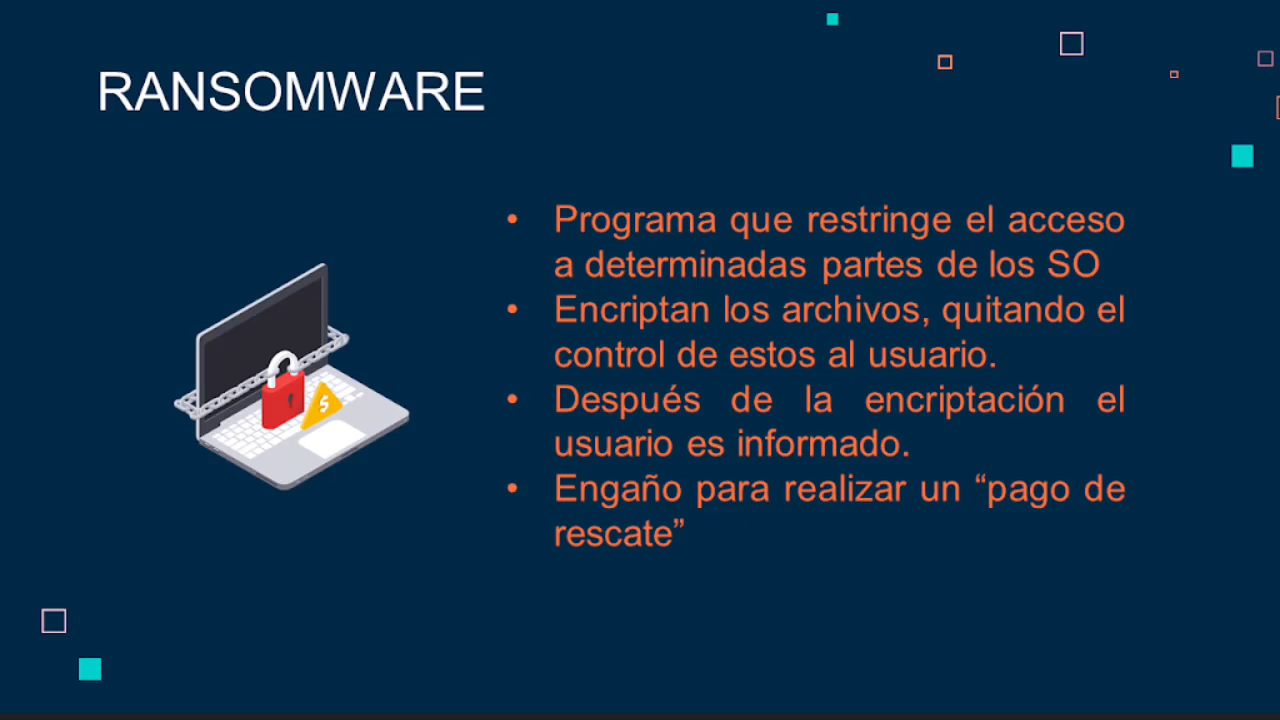 RANSOMWARE
• Programa que restringe el acceso
a determinadas partes de los SO
• Encriptan los archivos, quitando el
control de estos al usuario.
• Después de la encriptación el
usuario es informado.
• Engaño para realizar un “pago de
rescate”
$